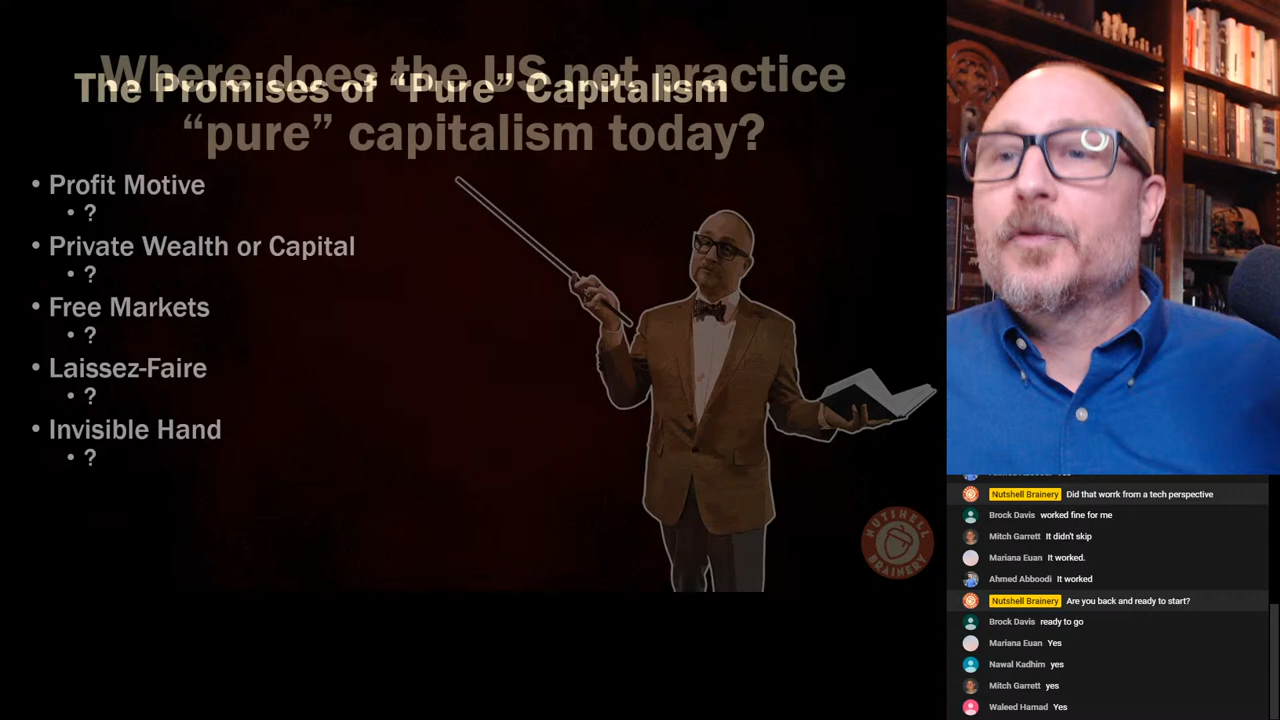 Where does the US not practice
"pure" capitalism today?
The Promises of "Pure" Capitalism
• Profit Motive
• ?
• Private Wealth or Capital
• ?
• Free Markets
• ?
• Laissez-Faire
• ?
• Invisible Hand
• ?
NUTSHELL
BRAINERY
Nutshell Brainery Did that worrk from a tech perspective
Brock Davis worked fine for me
Mitch Garrett It didn't skip
Mariana Euan It worked.
Ahmed Abboodi It worked
Nutshell Brainery Are you back and ready to start?
Brock Davis ready to go
Mariana Euan Yes
Nawal Kadhim yes
Mitch Garrett yes
Waleed Hamad Yes